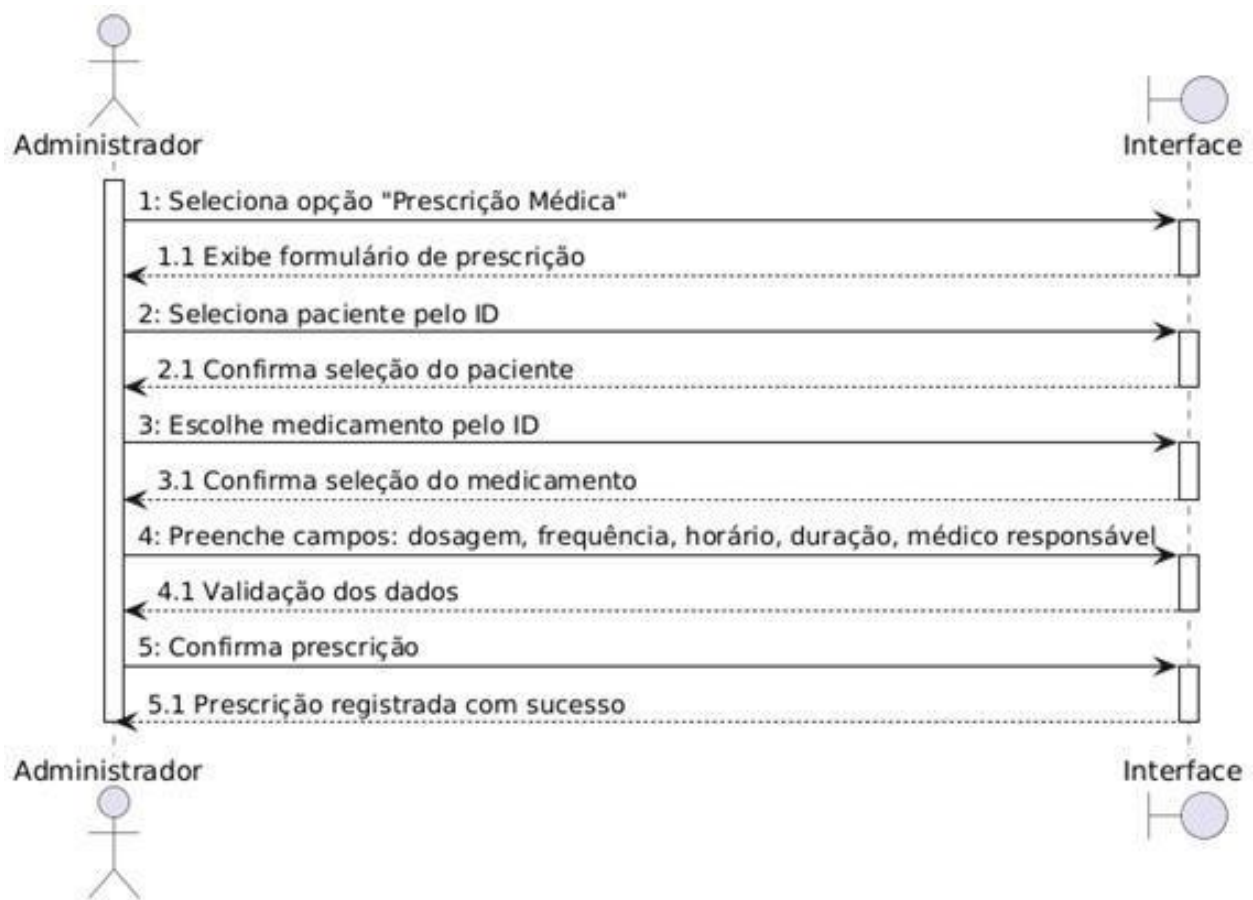 Administrador
Interface
1: Seleciona opção "Prescrição Médica"
1.1 Exibe formulário de prescrição
2: Seleciona paciente pelo ID
2.1 Confirma seleção do paciente
3: Escolhe medicamento pelo ID
3.1 Confirma seleção do medicamento
4: Preenche campos: dosagem, frequência, horário, duração, médico responsável
4.1 Validação dos dados
5: Confirma prescrição
5.1 Prescrição registrada com sucesso
Administrador
Interface